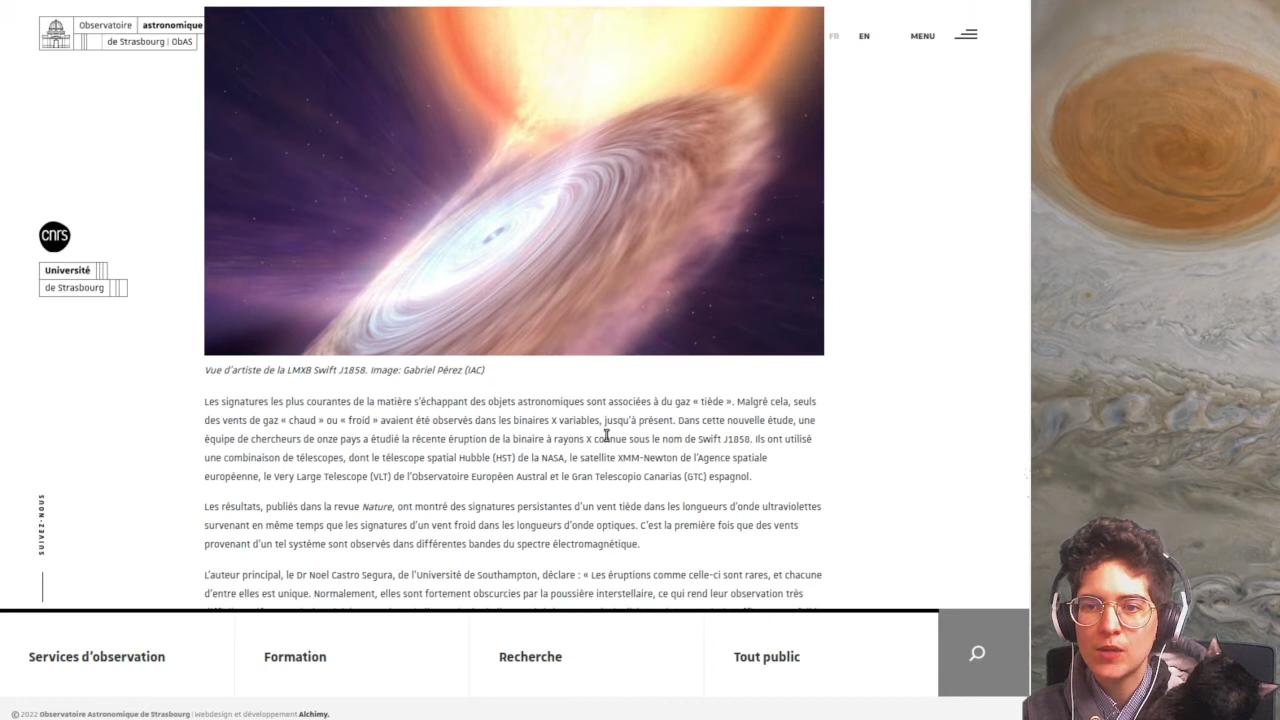 Observatoire astronomique
de Strasbourg | ObAS
FR EN MENU
cnrs
Université
de Strasbourg
SUIVEZ-NOUS
Vue d'artiste de la LMXB Swift J1858. Image: Gabriel Pérez (IAC)
Les signatures les plus courantes de la matière s'échappant des objets astronomiques sont associées à du gaz « tiède ». Malgré cela, seuls
des vents de gaz « chaud » ou « froid » avaient été observés dans les binaires X variables, jusqu'à présent. Dans cette nouvelle étude, une
équipe de chercheurs de onze pays a étudié la récente éruption de la binaire à rayons X connue sous le nom de Swift J1858. Ils ont utilisé
une combinaison de télescopes, dont le télescope spatial Hubble (HST) de la NASA, le satellite XMM-Newton de l'Agence spatiale
européenne, le Very Large Telescope (VLT) de l'Observatoire Européen Austral et le Gran Telescopio Canarias (GTC) espagnol.
Les résultats, publiés dans la revue Nature, ont montré des signatures persistantes d'un vent tiède dans les longueurs d'onde ultraviolettes
survenant en même temps que les signatures d'un vent froid dans les longueurs d'onde optiques. C'est la première fois que des vents
provenant d'un tel système sont observés dans différentes bandes du spectre électromagnétique.
L'auteur principal, le Dr Noel Castro Segura, de l'Université de Southampton, déclare : « Les éruptions comme celle-ci sont rares, et chacune
d'entre elles est unique. Normalement, elles sont fortement obscurcies par la poussière interstellaire, ce qui rend leur observation très
Services d'observation
Formation
Recherche
Tout public
© 2022 Observatoire Astronomique de Strasbourg | Webdesign et développement Alchimy.